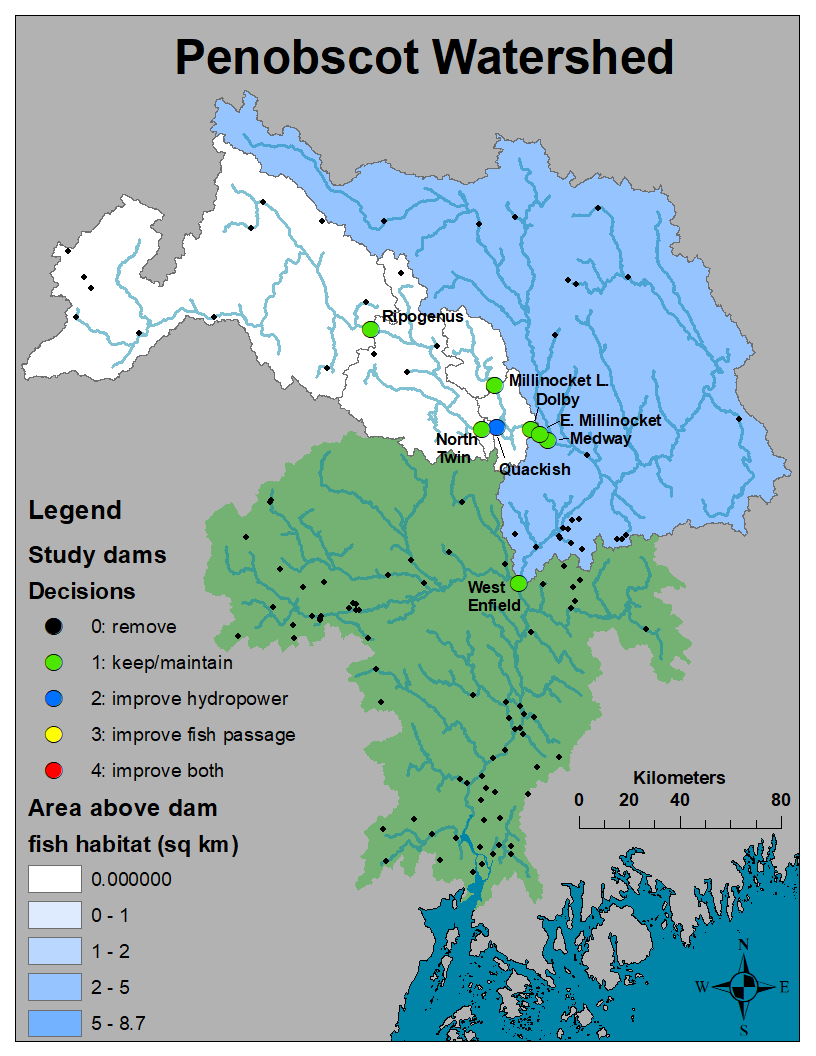 Penobscot Watershed
Ripogenus
Millinocket L.
Dolby
E. Millinocket
Medway
North
Twin
Quackish
West
Enfield
Legend
Study dams
Decisions
0: remove
1: keep/maintain
2: improve hydropower
3: improve fish passage
4: improve both
Area above dam
fish habitat (sq km)
0.000000
0 - 1
1 - 2
2 - 5
5 - 8.7
Kilometers
0 20 40 80
N
W E
S